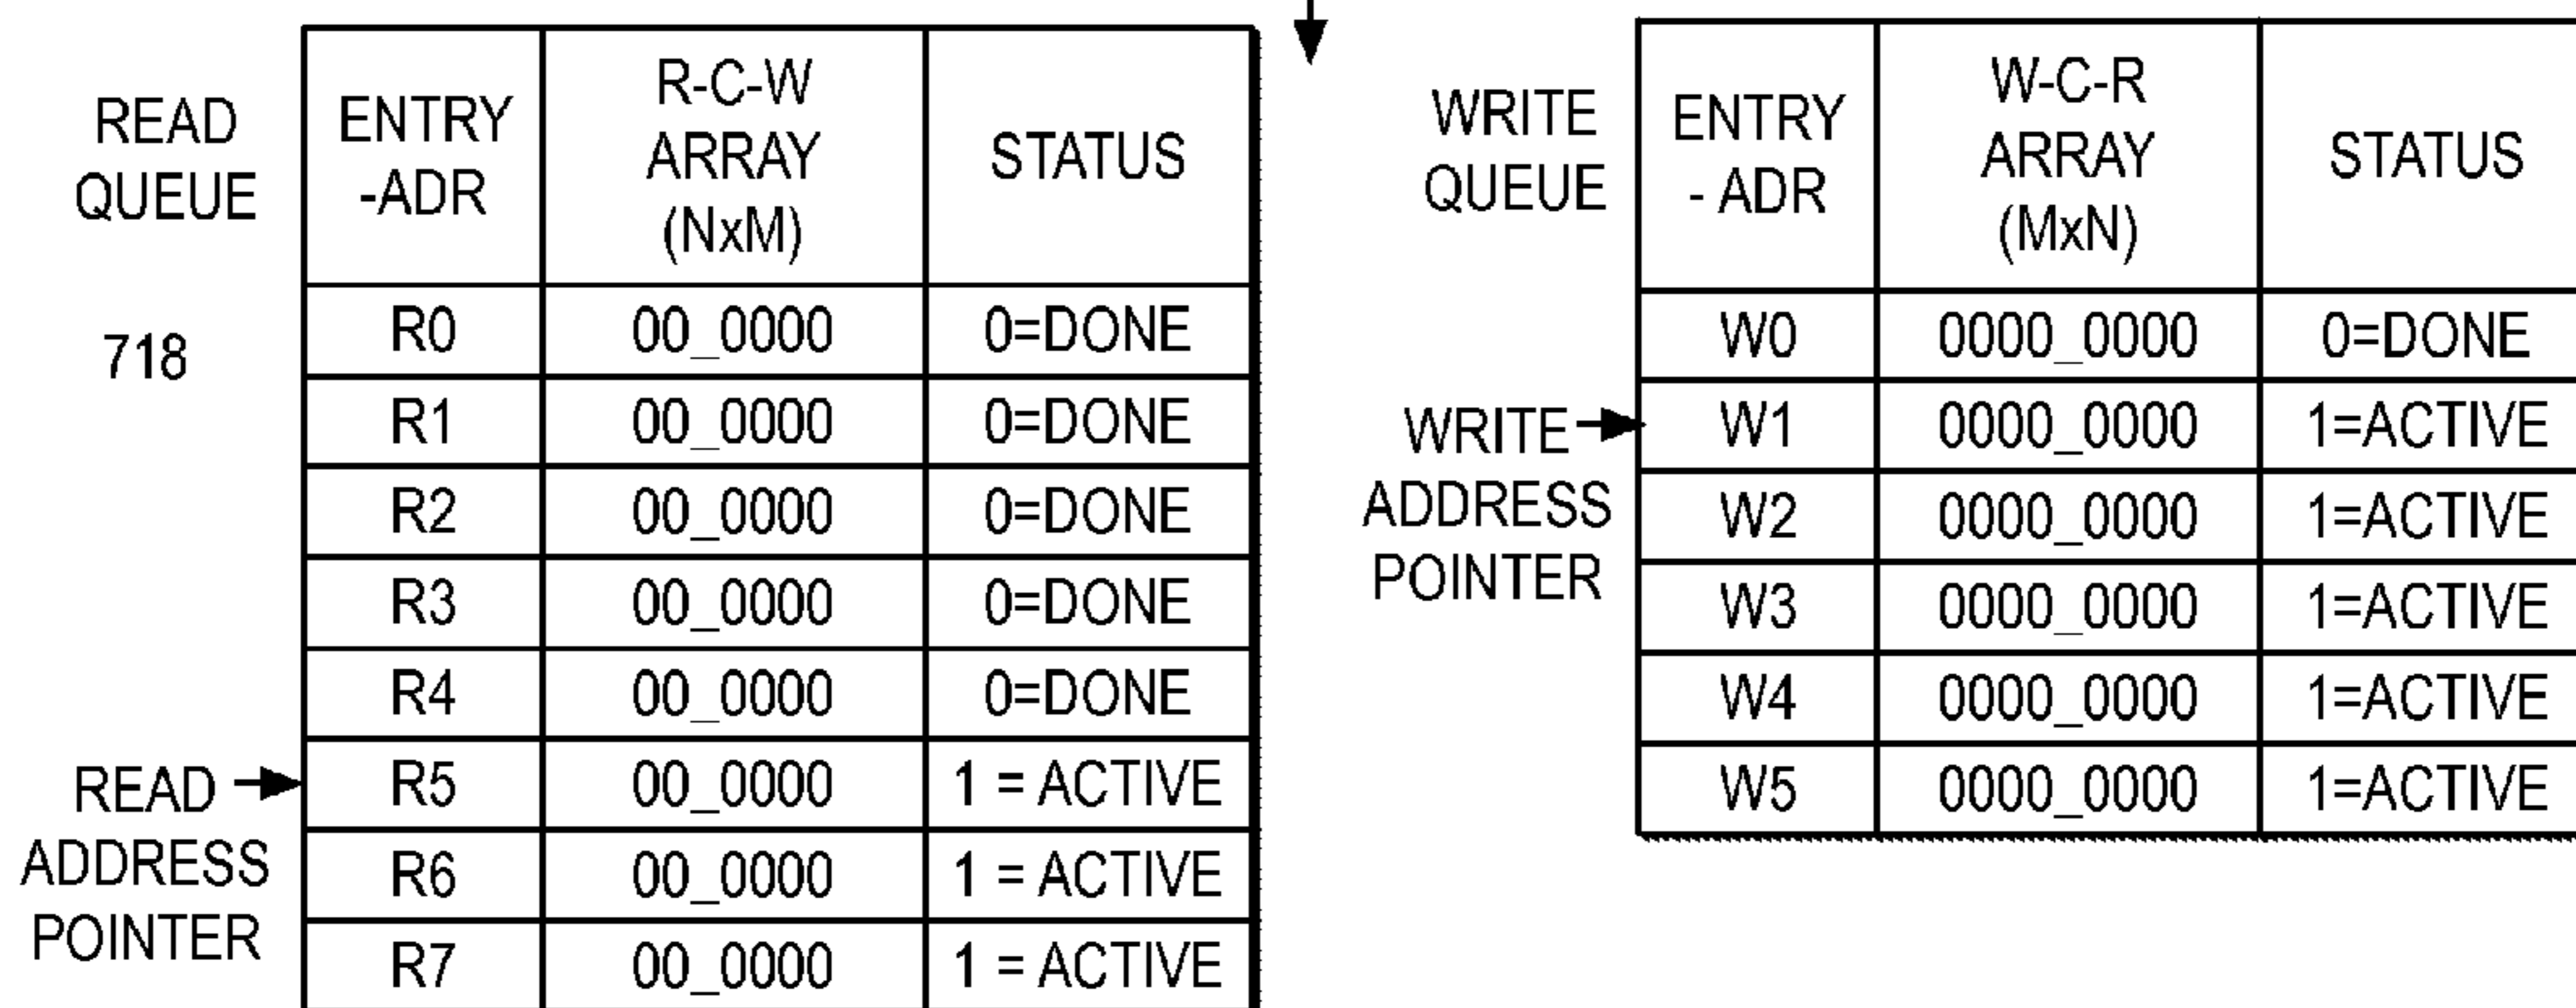 READ
QUEUE
718
READ
ADDRESS
POINTER
ENTRY
-ADR
R-C-W
ARRAY
(NxM)
STATUS
R0 00_0000 0=DONE
R1 00_0000 0=DONE
R2 00_0000 0=DONE
R3 00_0000 0=DONE
R4 00_0000 0=DONE
R5 00_0000 1 = ACTIVE
R6 00_0000 1 = ACTIVE
R7 00_0000 1 = ACTIVE
WRITE
QUEUE
WRITE
ADDRESS
POINTER
ENTRY
- ADR
W-C-R
ARRAY
(MxN)
STATUS
W0 0000_0000 0=DONE
W1 0000_0000 1=ACTIVE
W2 0000_0000 1=ACTIVE
W3 0000_0000 1=ACTIVE
W4 0000_0000 1=ACTIVE
W5 0000_0000 1=ACTIVE